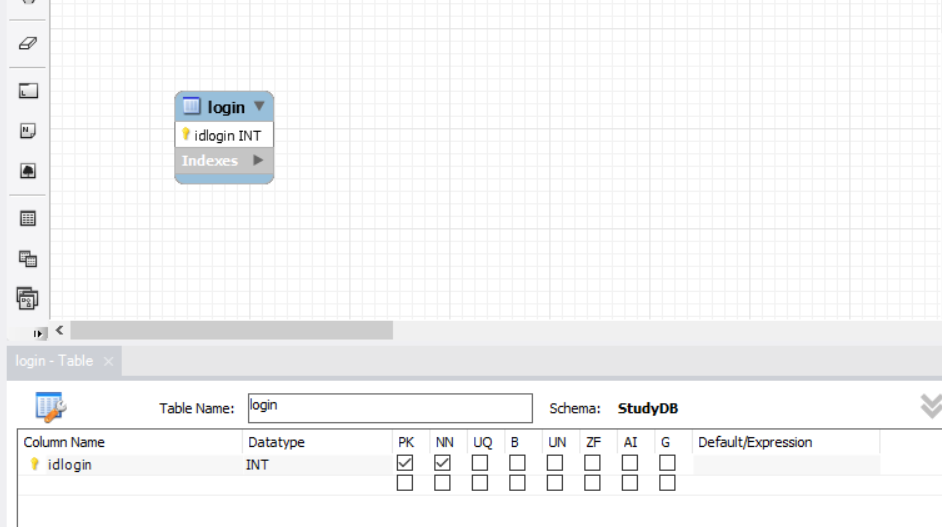 login
idlogin INT
Indexes
login - Table
Table Name: login Schema: StudyDB
Column Name Datatype PK NN UQ B UN ZF AI G Default/Expression
idlogin INT